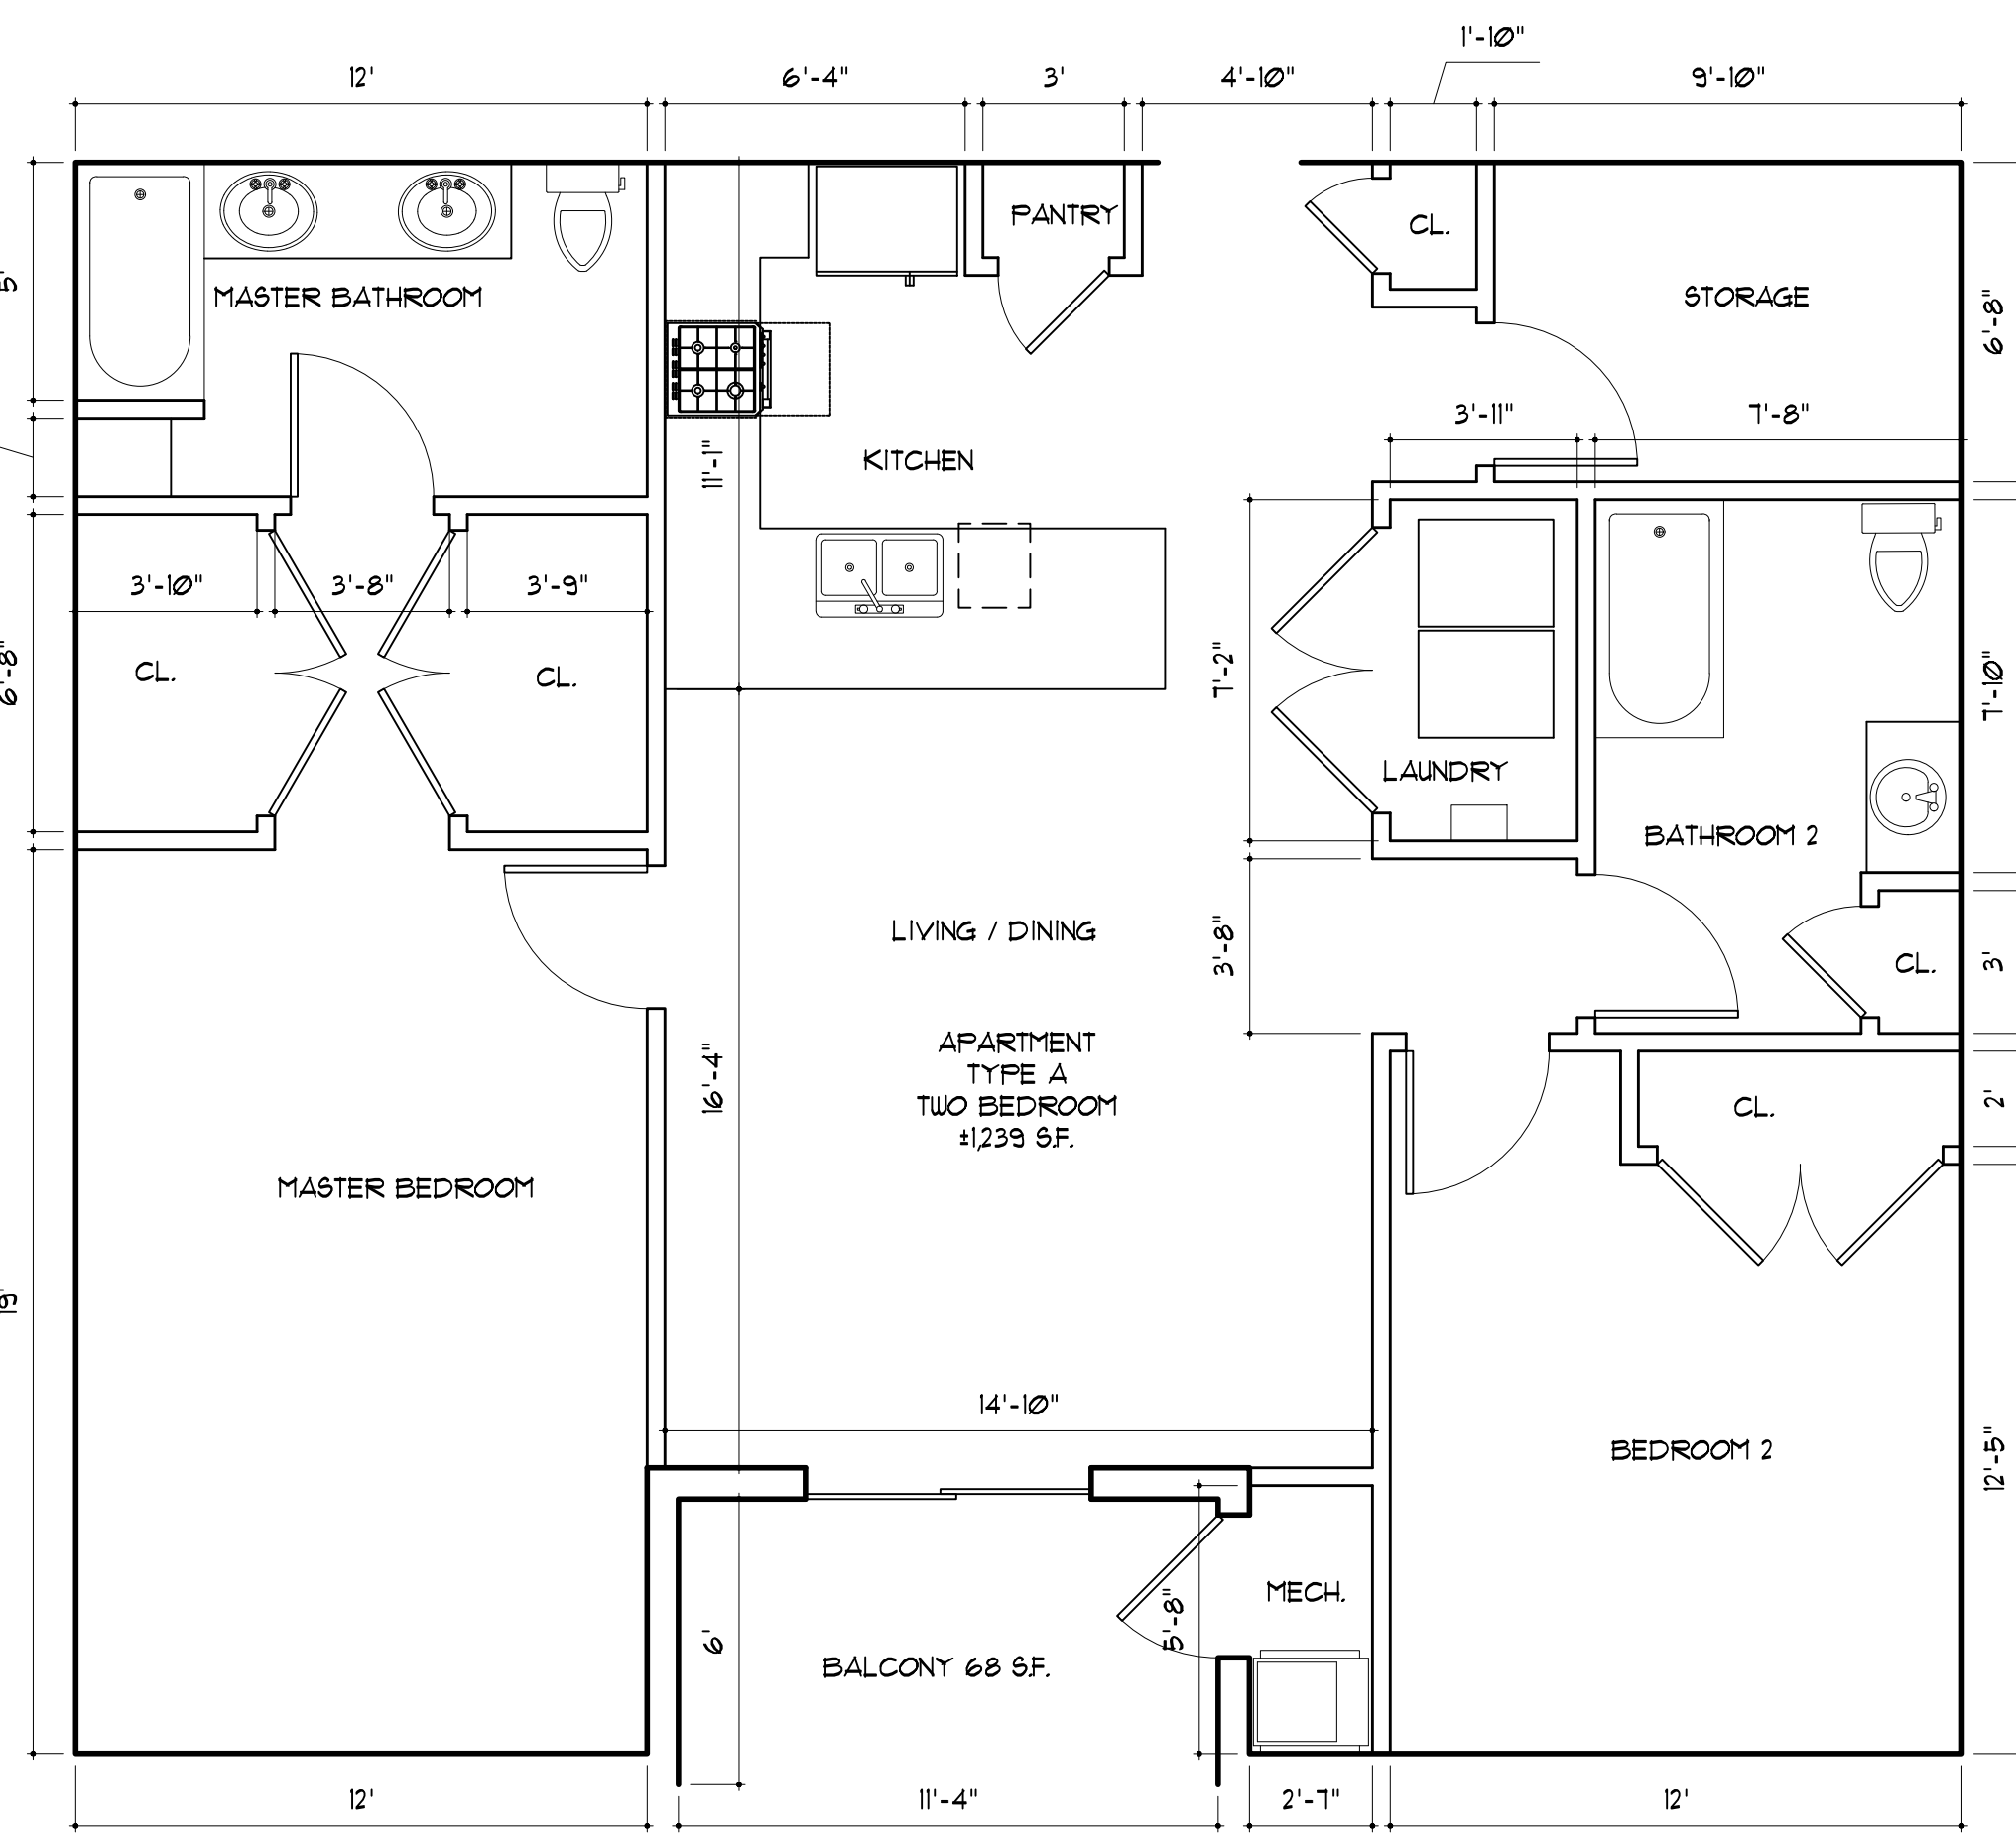 1'-10"
12'
6'-4"
3'
4'-10"
9'-10"
PANTRY
CL.
5'
MASTER BATHROOM
STORAGE
6'-8"
3'-11"
7'-8"
11'-1"
KITCHEN
3'-10"
3'-8"
3'-9"
6'-8"
CL.
CL.
7'-2"
7'-10"
LAUNDRY
BATHROOM 2
LIVING / DINING
3'-8"
CL.
3'
APARTMENT
TYPE A
TWO BEDROOM
±1,239 S.F.
16'-4"
CL.
2'
MASTER BEDROOM
19'
14'-10"
BEDROOM 2
12'-5"
MECH.
5'-8"
6'
BALCONY 68 S.F.
12'
11'-4"
2'-7"
12'